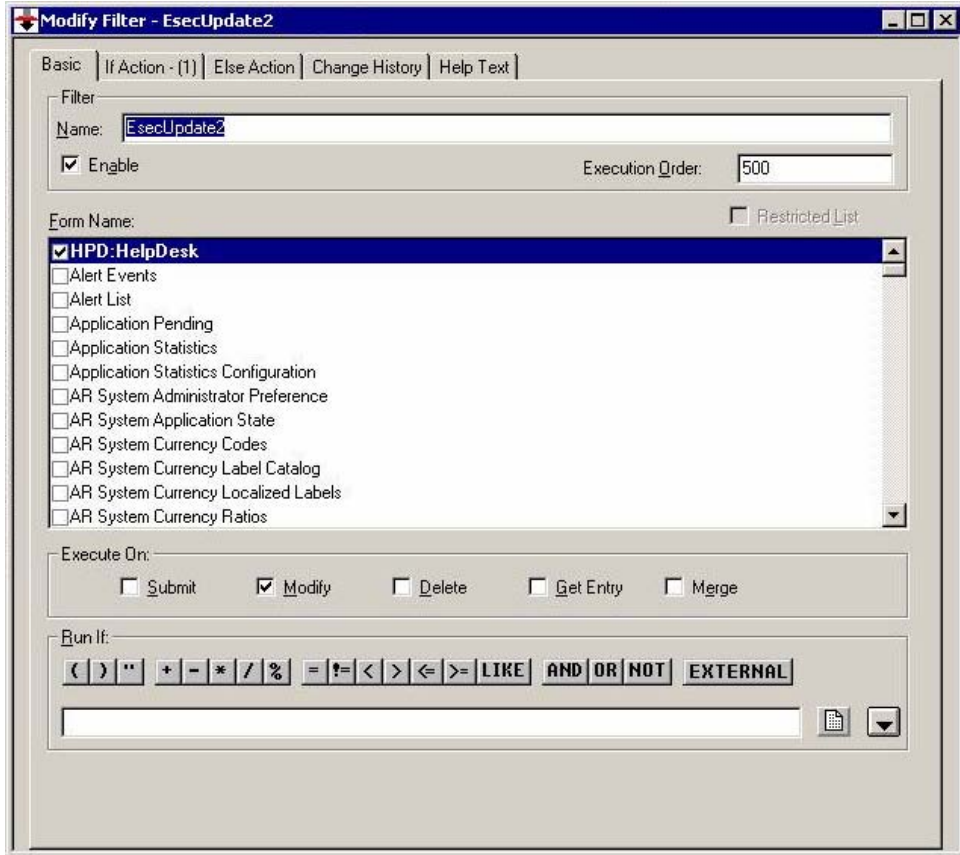 Modify Filter - EsecUpdate2
Basic If Action - (1) Else Action Change History Help Text
Filter
Name: EsecUpdate2
Enable Execution Order: 500
Form Name: Restricted List
HPD:HelpDesk
Alert Events
Alert List
Application Pending
Application Statistics
Application Statistics Configuration
AR System Administrator Preference
AR System Application State
AR System Currency Codes
AR System Currency Label Catalog
AR System Currency Localized Labels
AR System Currency Ratios
Execute On:
Submit Modify Delete Get Entry Merge
Run If:
( ) " + - * / % = != < > <= >= LIKE AND OR NOT EXTERNAL